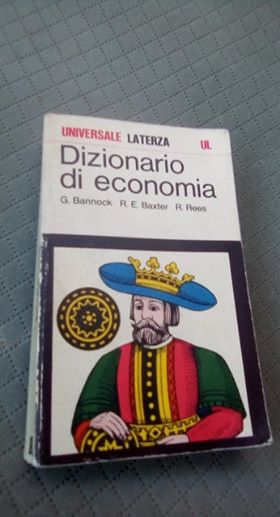 UNIVERSALE LATERZA UL
Dizionario
di economia
G. Bannock R. E. Baxter R. Rees